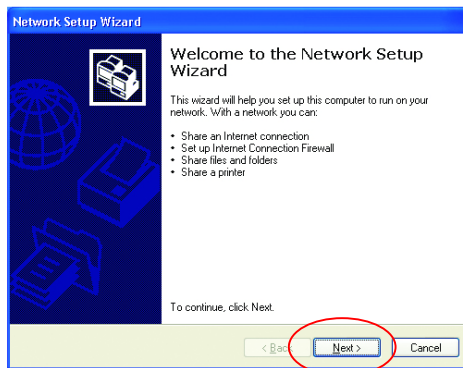 Network Setup Wizard
Welcome to the Network Setup
Wizard
This wizard will help you set up this computer to run on your
network. With a network you can:
• Share an Internet connection
• Set up Internet Connection Firewall
• Share files and folders
• Share a printer
To continue, click Next.
< Back Next > Cancel